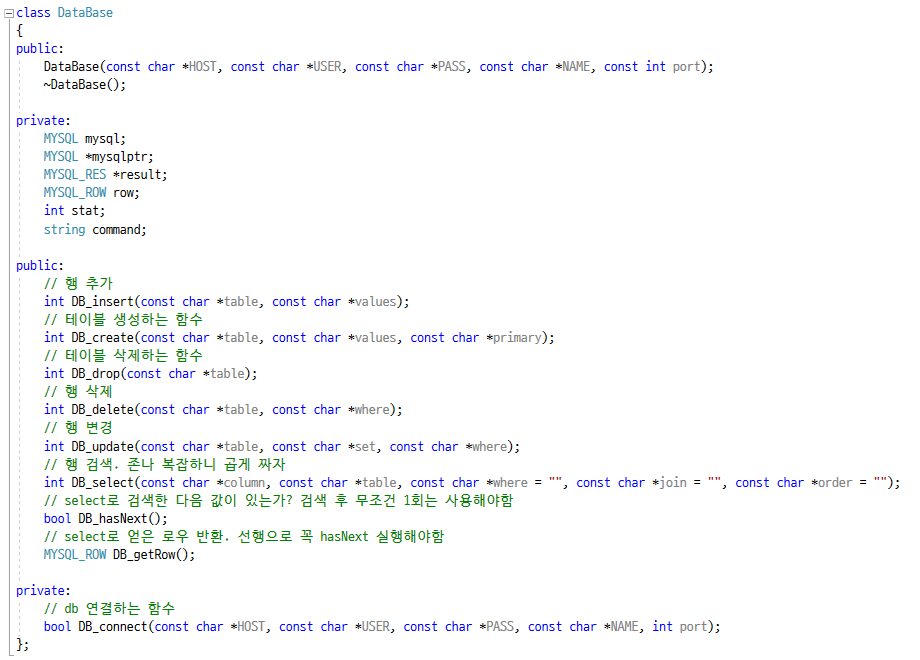 class DataBase
{
public:
    DataBase(const char *HOST, const char *USER, const char *PASS, const char *NAME, const int port);
    ~DataBase();

private:
    MYSQL mysql;
    MYSQL *mysqlptr;
    MYSQL_RES *result;
    MYSQL_ROW row;
    int stat;
    string command;

public:
    // 행 추가
    int DB_insert(const char *table, const char *values);
    // 테이블 생성하는 함수
    int DB_create(const char *table, const char *values, const char *primary);
    // 테이블 삭제하는 함수
    int DB_drop(const char *table);
    // 행 삭제
    int DB_delete(const char *table, const char *where);
    // 행 변경
    int DB_update(const char *table, const char *set, const char *where);
    // 행 검색. 존나 복잡하니 곱게 짜자
    int DB_select(const char *column, const char *table, const char *where = "", const char *join = "", const char *order = "");
    // select로 검색한 다음 값이 있는가? 검색 후 무조건 1회는 사용해야함
    bool DB_hasNext();
    // select로 얻은 로우 반환. 선행으로 꼭 hasNext 실행해야함
    MYSQL_ROW DB_getRow();

private:
    // db 연결하는 함수
    bool DB_connect(const char *HOST, const char *USER, const char *PASS, const char *NAME, int port);
};